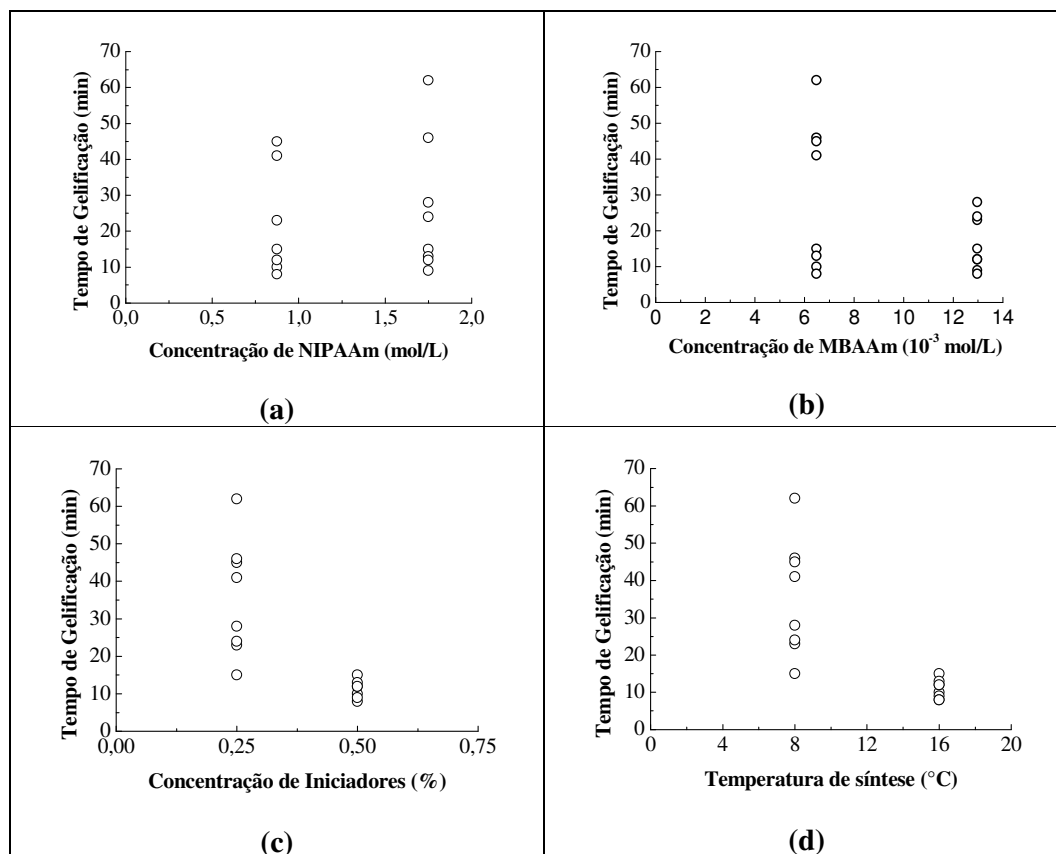 70
60
50
40
30
20
10
0
Tempo de Gelificação (min)
0,0 0,5 1,0 1,5 2,0
Concentração de NIPAAm (mol/L)
(a)
70
60
50
40
30
20
10
0
Tempo de Gelificação (min)
0 2 4 6 8 10 12 14
Concentração de MBAAm (10⁻³ mol/L)
(b)
70
60
50
40
30
20
10
0
Tempo de Gelificação (min)
0,00 0,25 0,50 0,75
Concentração de Iniciadores (%)
(c)
70
60
50
40
30
20
10
0
Tempo de Gelificação (min)
0 4 8 12 16 20
Temperatura de síntese (°C)
(d)